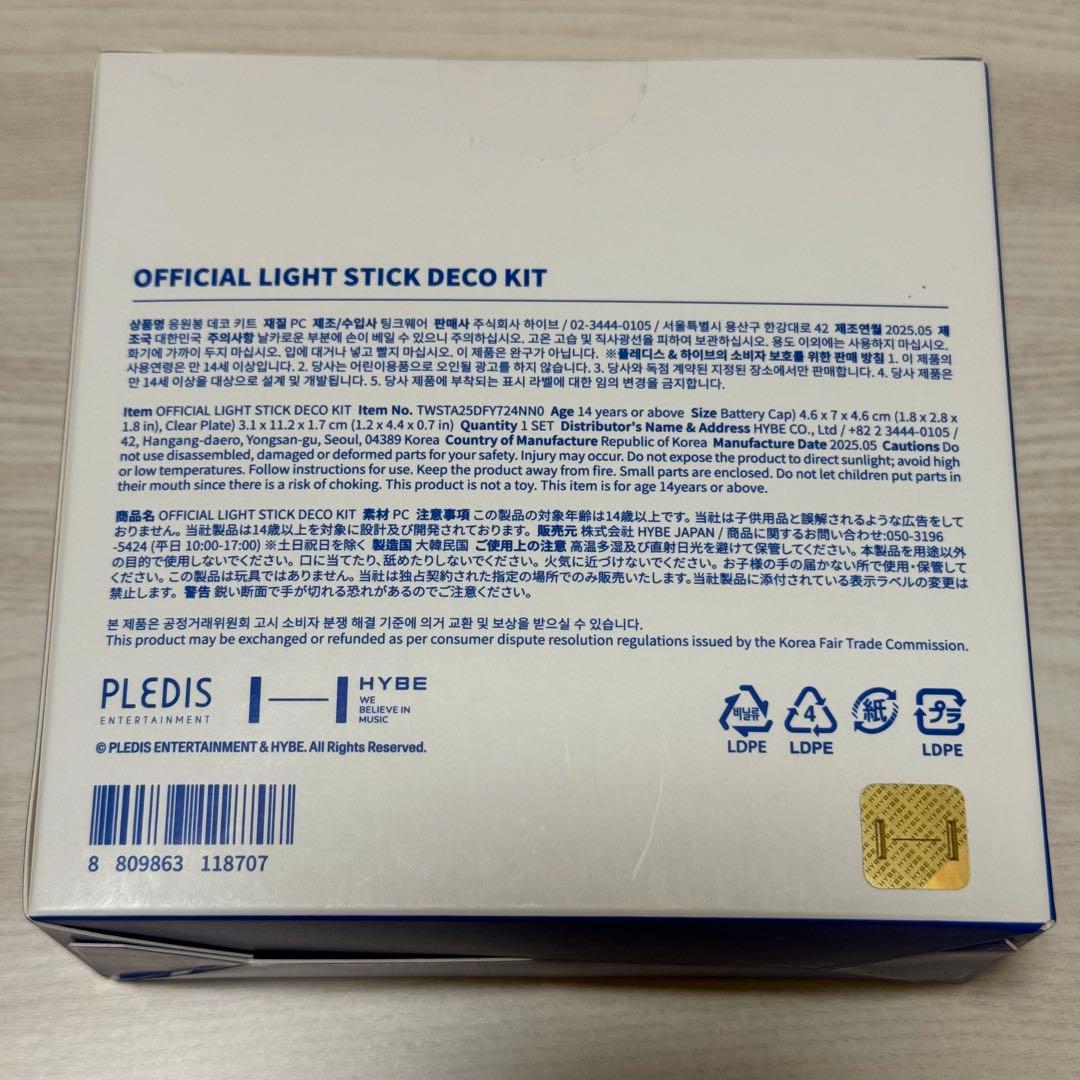 OFFICIAL LIGHT STICK DECO KIT
상품명 응원봉 데코 키트 재질 PC 제조/수입사 팅크웨어 판매사 주식회사 하이브 / 02-3444-0105 / 서울특별시 용산구 한강대로 42 제조연월 2025.05 제
조국 대한민국 주의사항 날카로운 부분에 손이 베일 수 있으니 주의하십시오. 고온 고습 및 직사광선을 피하여 보관하십시오. 용도 이외에는 사용하지 마십시오.
화기에 가까이 두지 마십시오. 입에 대거나 넣고 빨지 마십시오. 이 제품은 완구가 아닙니다. ※플레디스 & 하이브의 소비자 보호를 위한 판매 방침 1. 이 제품의
사용연령은 만 14세 이상입니다. 2. 당사는 어린이용품으로 오인될 광고를 하지 않습니다. 3. 당사와 독점 계약된 지정된 장소에서만 판매합니다. 4. 당사 제품은
만 14세 이상을 대상으로 설계 및 개발됩니다. 5. 당사 제품에 부착되는 표시 라벨에 대한 임의 변경을 금지합니다.
Item OFFICIAL LIGHT STICK DECO KIT Item No. TWSTA25DFY724NN0 Age 14 years or above Size Battery Cap) 4.6 x 7 x 4.6 cm (1.8 x 2.8 x
1.8 in), Clear Plate) 3.1 x 11.2 x 1.7 cm (1.2 x 4.4 x 0.7 in) Quantity 1 SET Distributor's Name & Address HYBE CO., Ltd / +82 2 3444-0105 /
42, Hangang-daero, Yongsan-gu, Seoul, 04389 Korea Country of Manufacture Republic of Korea Manufacture Date 2025.05 Cautions Do
not use disassembled, damaged or deformed parts for your safety. Injury may occur. Do not expose the product to direct sunlight; avoid high
or low temperatures. Follow instructions for use. Keep the product away from fire. Small parts are enclosed. Do not let children put parts in
their mouth since there is a risk of choking. This product is not a toy. This item is for age 14years or above.
商品名 OFFICIAL LIGHT STICK DECO KIT 素材 PC 注意事項 この製品の対象年齢は14歳以上です。当社は子供用品と誤解されるような広告をして
おりません。当社製品は14歳以上を対象に設計及び開発されております。販売元 株式会社 HYBE JAPAN / 商品に関するお問い合わせ:050-3196
-5424 (平日 10:00-17:00) ※土日祝日を除く 製造国 大韓民国 ご使用上の注意 高温多湿及び直射日光を避けて保管してください。本製品を用途以外
の目的で使用しないでください。口に当てたり、舐めたりしないでください。火気に近づけないでください。お子様の手の届かない所で使用・保管して
ください。この製品は玩具ではありません。当社は独占契約された指定の場所でのみ販売いたします。当社製品に添付されている表示ラベルの変更は
禁止します。警告 鋭い断面で手が切れる恐れがあるのでご注意ください。
본 제품은 공정거래위원회 고시 소비자 분쟁 해결 기준에 의거 교환 및 보상을 받으실 수 있습니다.
This product may be exchanged or refunded as per consumer dispute resolution regulations issued by the Korea Fair Trade Commission.
PLEDIS
ENTERTAINMENT
HYBE
WE
BELIEVE IN
MUSIC
비닐류
LDPE
4
LDPE
紙
プラ
LDPE
© PLEDIS ENTERTAINMENT & HYBE. All Rights Reserved.
8 809863 118707
HYBE